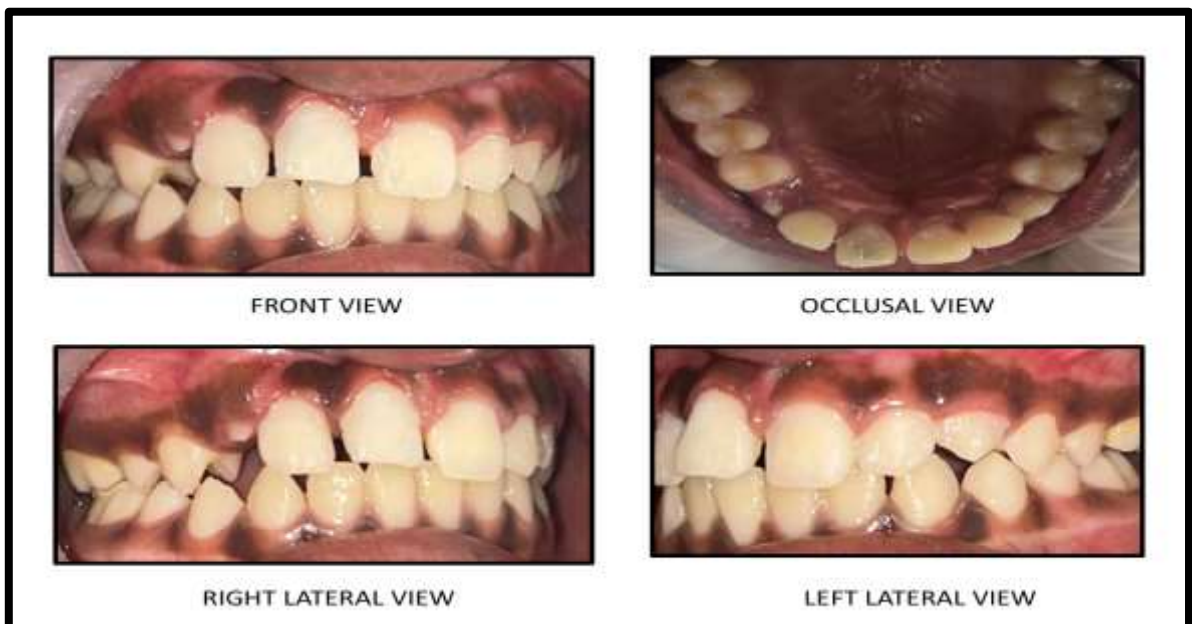 FRONT VIEW
OCCLUSAL VIEW
RIGHT LATERAL VIEW
LEFT LATERAL VIEW